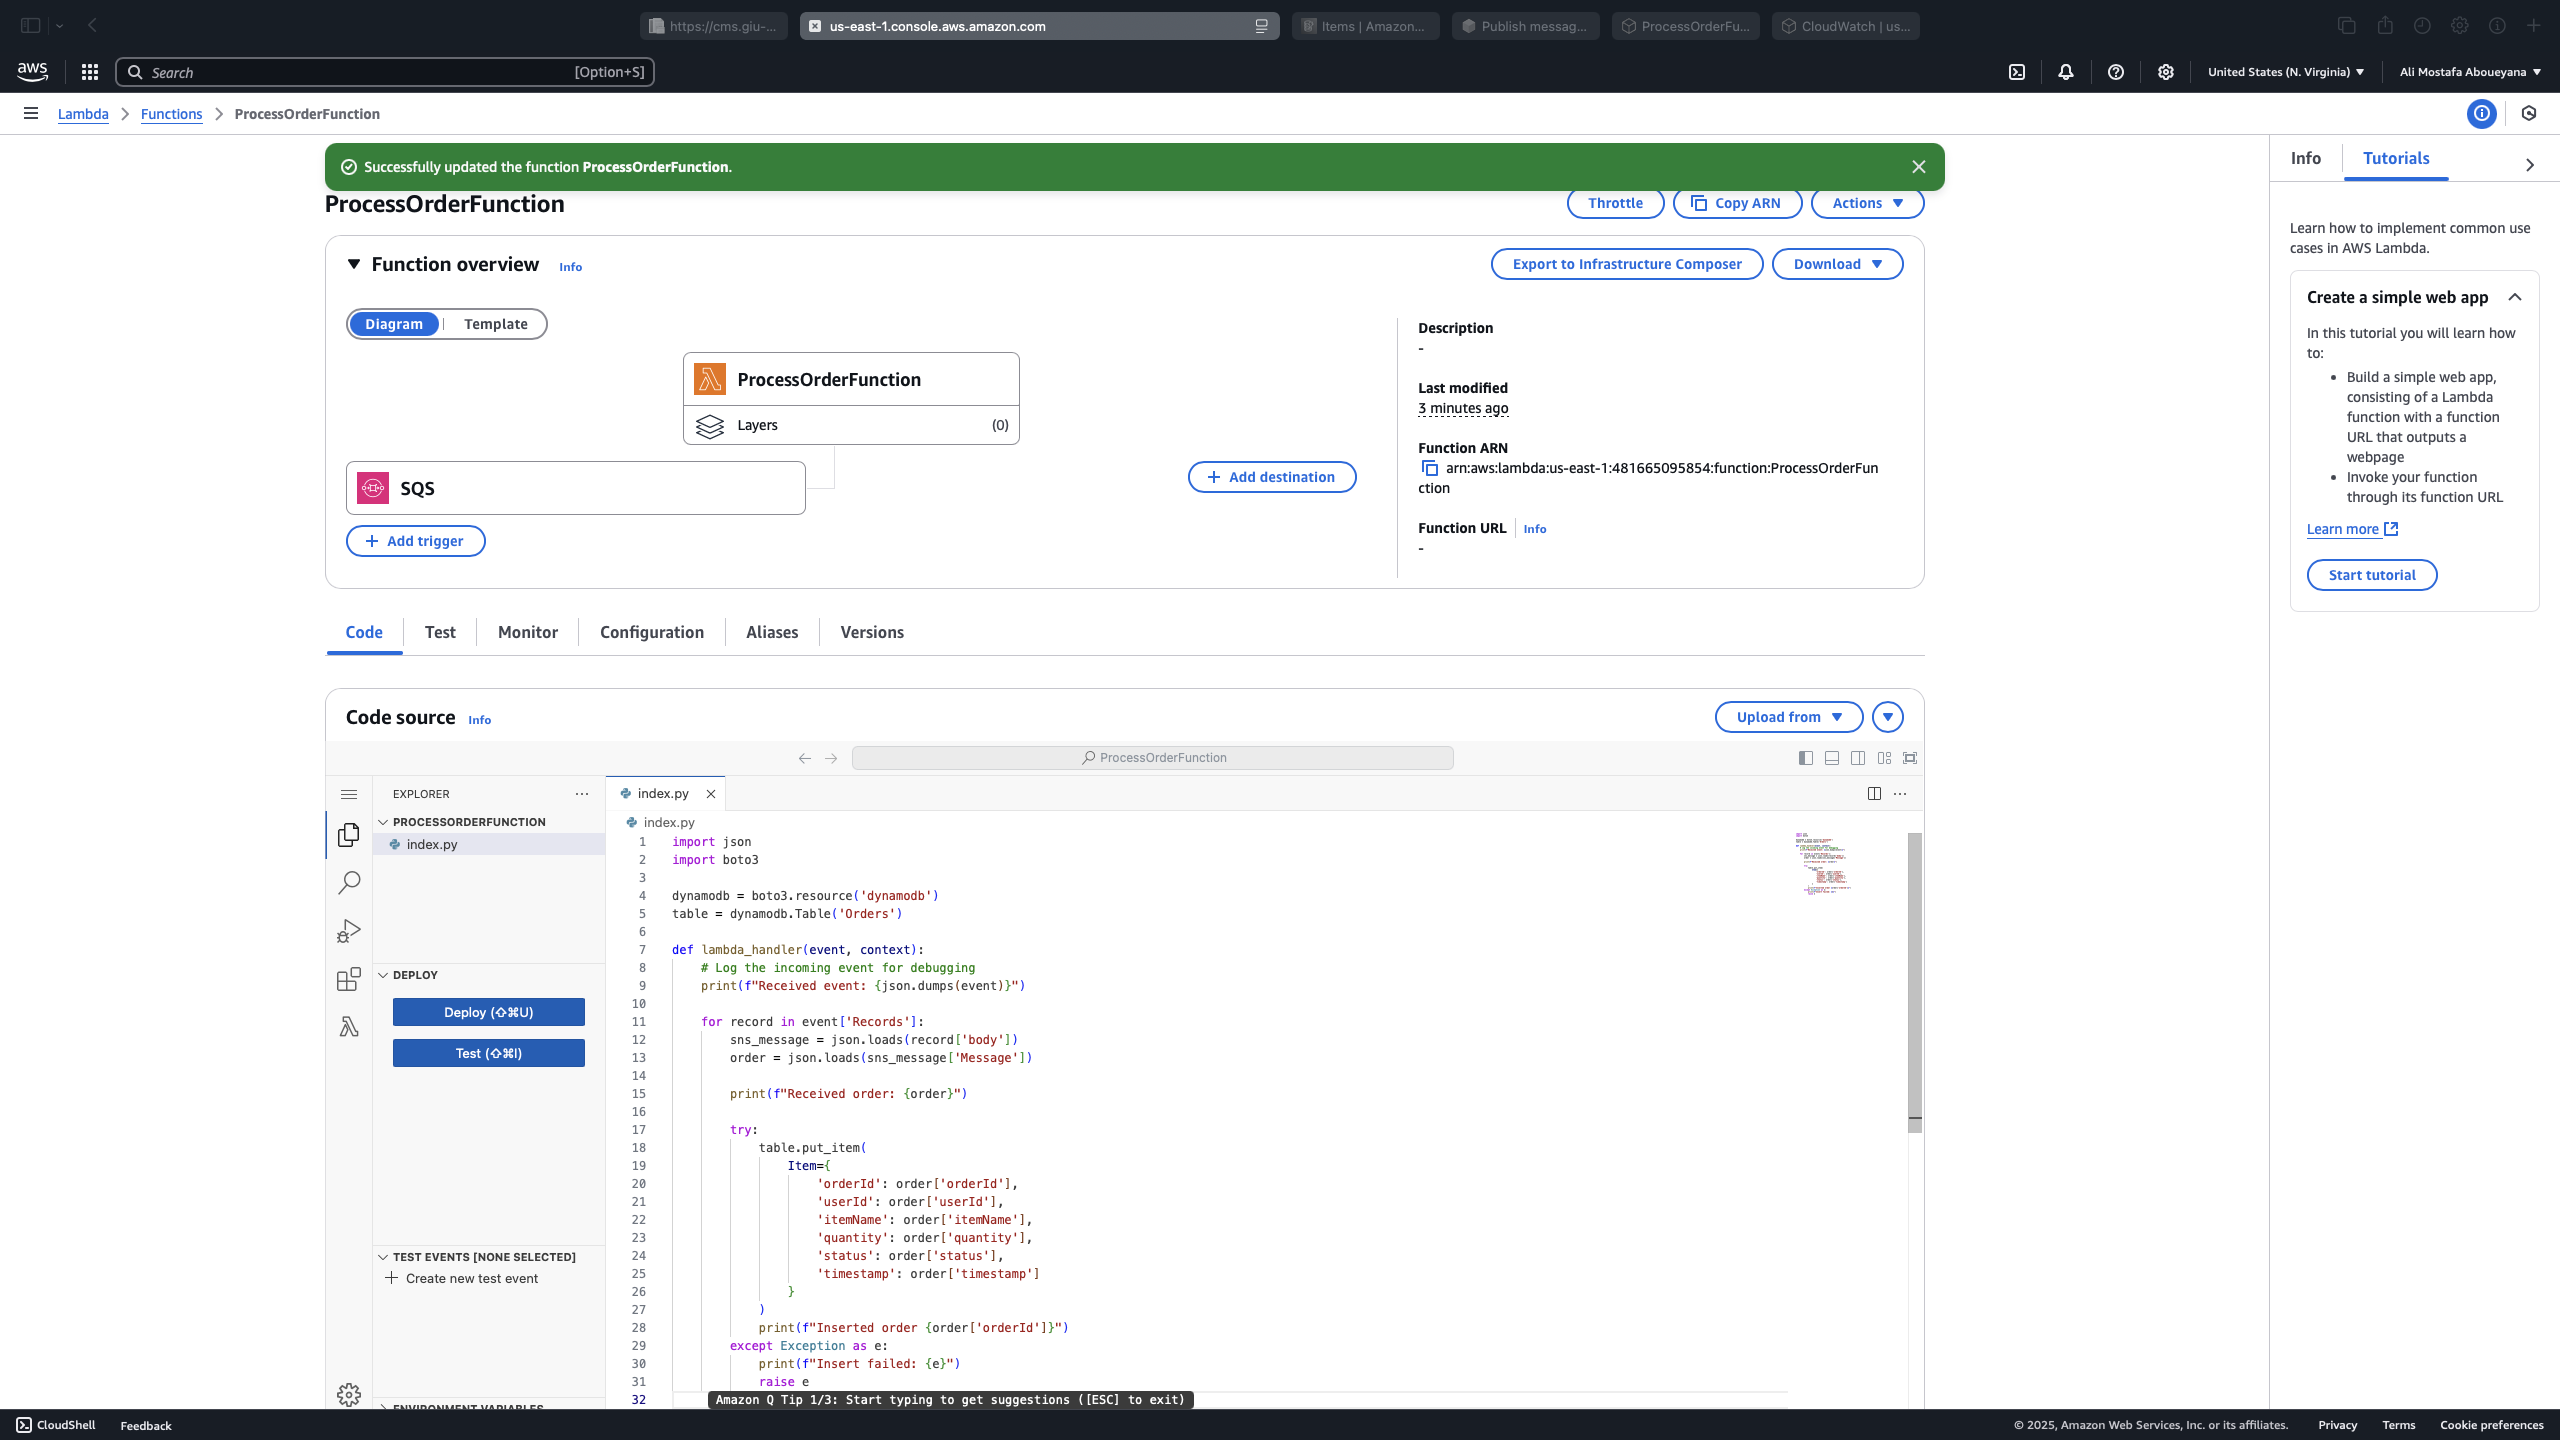 https://cms.giu-...
us-east-1.console.aws.amazon.com
Items | Amazon...
Publish messag...
ProcessOrderFu...
CloudWatch | us...
aws
Search
[Option+S]
United States (N. Virginia)
Ali Mostafa Aboueyana
Lambda
Functions
ProcessOrderFunction
Successfully updated the function ProcessOrderFunction.
ProcessOrderFunction
Throttle
Copy ARN
Actions
Function overview
Info
Export to Infrastructure Composer
Download
Diagram
Template
ProcessOrderFunction
Layers
(0)
SQS
Add trigger
Add destination
Description
-
Last modified
3 minutes ago
Function ARN
arn:aws:lambda:us-east-1:481665095854:function:ProcessOrderFun
ction
Function URL
Info
-
Info
Tutorials
Learn how to implement common use
cases in AWS Lambda.
Create a simple web app
In this tutorial you will learn how
to:
• Build a simple web app,
consisting of a Lambda
function with a function
URL that outputs a
webpage
• Invoke your function
through its function URL
Learn more
Start tutorial
Code
Test
Monitor
Configuration
Aliases
Versions
Code source
Info
Upload from
ProcessOrderFunction
EXPLORER
PROCESSORDERFUNCTION
index.py
DEPLOY
Deploy (⇧⌘U)
Test (⇧⌘I)
TEST EVENTS [NONE SELECTED]
Create new test event
ENVIRONMENT VARIABLES
index.py
index.py
1 import json
2 import boto3
3
4 dynamodb = boto3.resource('dynamodb')
5 table = dynamodb.Table('Orders')
6
7 def lambda_handler(event, context):
8 # Log the incoming event for debugging
9 print(f"Received event: {json.dumps(event)}")
10
11 for record in event['Records']:
12 sns_message = json.loads(record['body'])
13 order = json.loads(sns_message['Message'])
14
15 print(f"Received order: {order}")
16
17 try:
18 table.put_item(
19 Item={
20 'orderId': order['orderId'],
21 'userId': order['userId'],
22 'itemName': order['itemName'],
23 'quantity': order['quantity'],
24 'status': order['status'],
25 'timestamp': order['timestamp']
26 }
27 )
28 print(f"Inserted order {order['orderId']}")
29 except Exception as e:
30 print(f"Insert failed: {e}")
31 raise e
32 Amazon Q Tip 1/3: Start typing to get suggestions ([ESC] to exit)
CloudShell
Feedback
© 2025, Amazon Web Services, Inc. or its affiliates.
Privacy
Terms
Cookie preferences